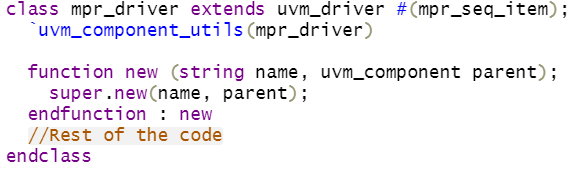 class mpr_driver extends uvm_driver #(mpr_seq_item);
  `uvm_component_utils(mpr_driver)

  function new (string name, uvm_component parent);
    super.new(name, parent);
  endfunction : new
  //Rest of the code
endclass